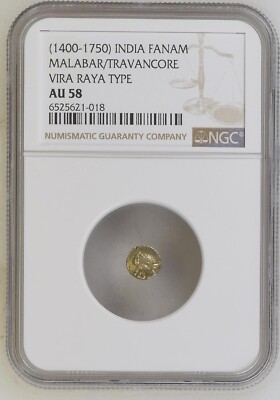 (1400-1750) INDIA FANAM
MALABAR/TRAVANCORE
VIRA RAYA TYPE
AU 58
6525621-018
NUMISMATIC GUARANTY COMPANY
NGC